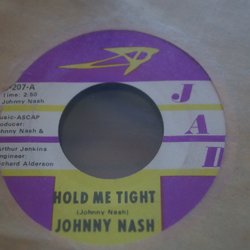 -207-A
Time: 2:50
Johnny Nash
Music-ASCAP
Producer:
Johnny Nash &
Arthur Jenkins
Engineer:
Richard Alderson
J
A
HOLD ME TIGHT
(Johnny Nash)
JOHNNY NASH